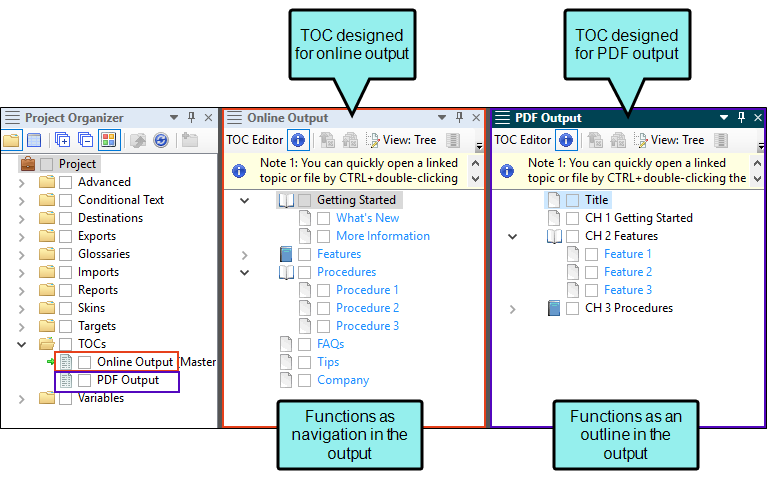 TOC designed
for online output
TOC designed
for PDF output
Project Organizer
Project
Advanced
Conditional Text
Destinations
Exports
Glossaries
Imports
Reports
Skins
Targets
TOCs
Online Output (Master
PDF Output
Variables
Online Output
TOC Editor
View: Tree
Note 1: You can quickly open a linked
topic or file by CTRL+double-clicking
Getting Started
What's New
More Information
Features
Procedures
Procedure 1
Procedure 2
Procedure 3
FAQs
Tips
Company
PDF Output
TOC Editor
View: Tree
Note 1: You can quickly open a linked
topic or file by CTRL+double-clicking the
Title
CH 1 Getting Started
CH 2 Features
Feature 1
Feature 2
Feature 3
CH 3 Procedures
Functions as
navigation in the
output
Functions as an
outline in the
output